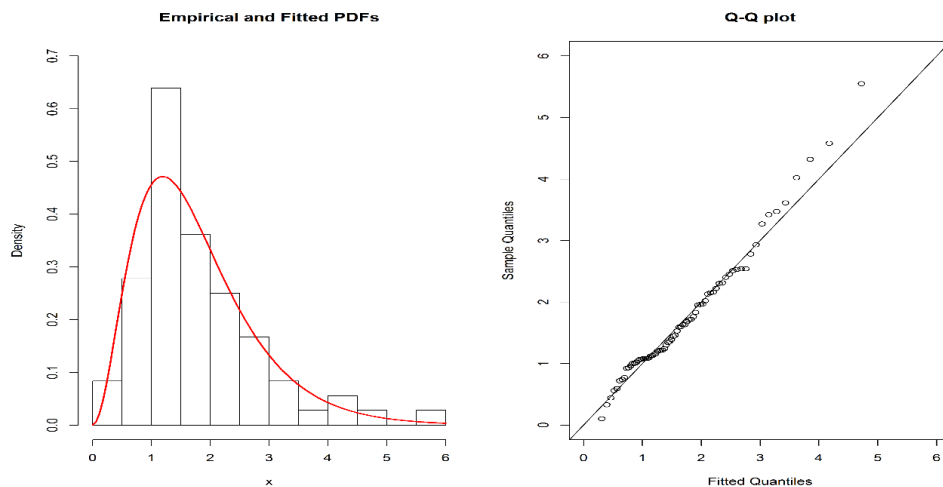 Empirical and Fitted PDFs
Density
0.0 0.1 0.2 0.3 0.4 0.5 0.6 0.7
0 1 2 3 4 5 6
x
Q-Q plot
Sample Quantiles
0 1 2 3 4 5 6
0 1 2 3 4 5 6
Fitted Quantiles